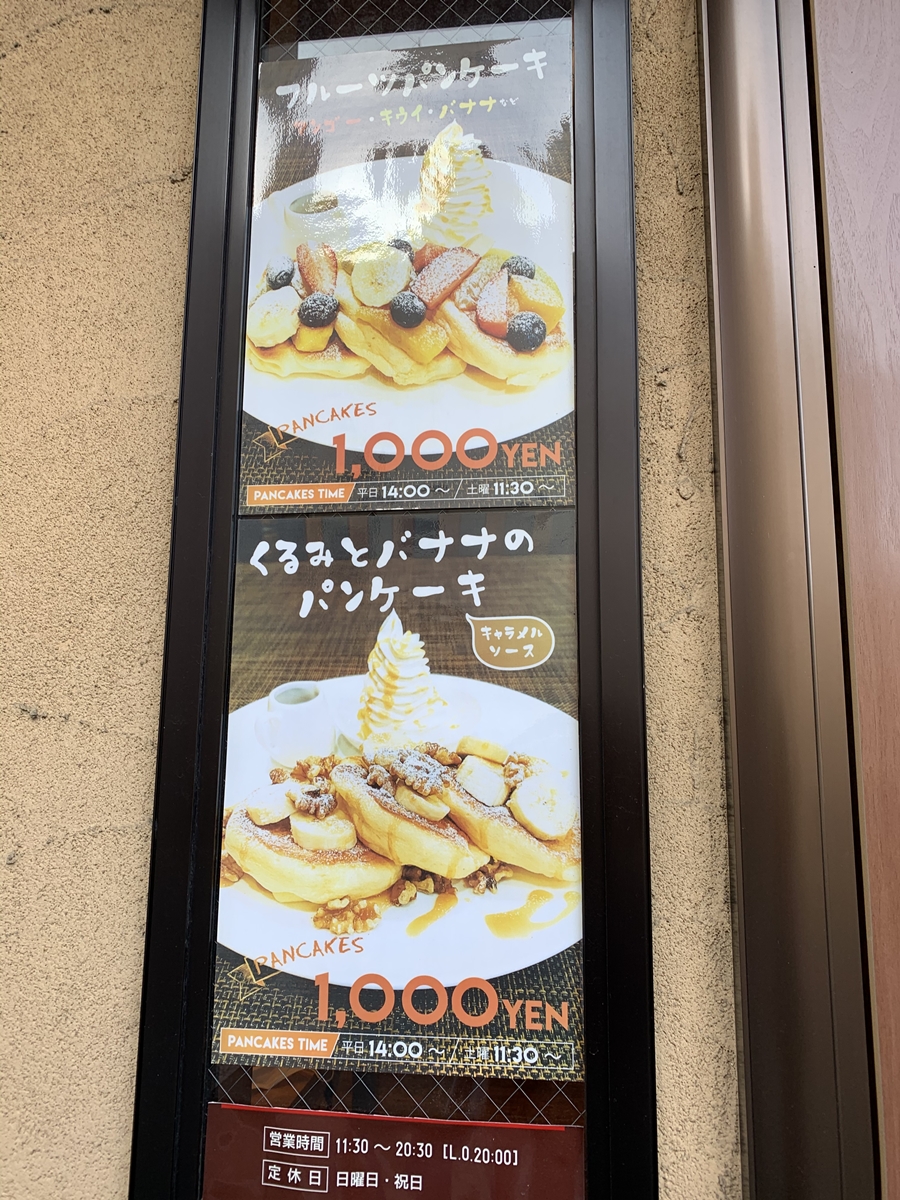 フルーツパンケーキ
マンゴー・キウイ・バナナなど
PANCAKES
1,000YEN
PANCAKES TIME 平日 14:00 〜 / 土曜 11:30 〜
くるみとバナナの
パンケーキ
キャラメル
ソース
PANCAKES
1,000YEN
PANCAKES TIME 平日 14:00 〜 / 土曜 11:30 〜
営業時間 11:30 〜 20:30 [L.O.20:00]
定休日 日曜日・祝日